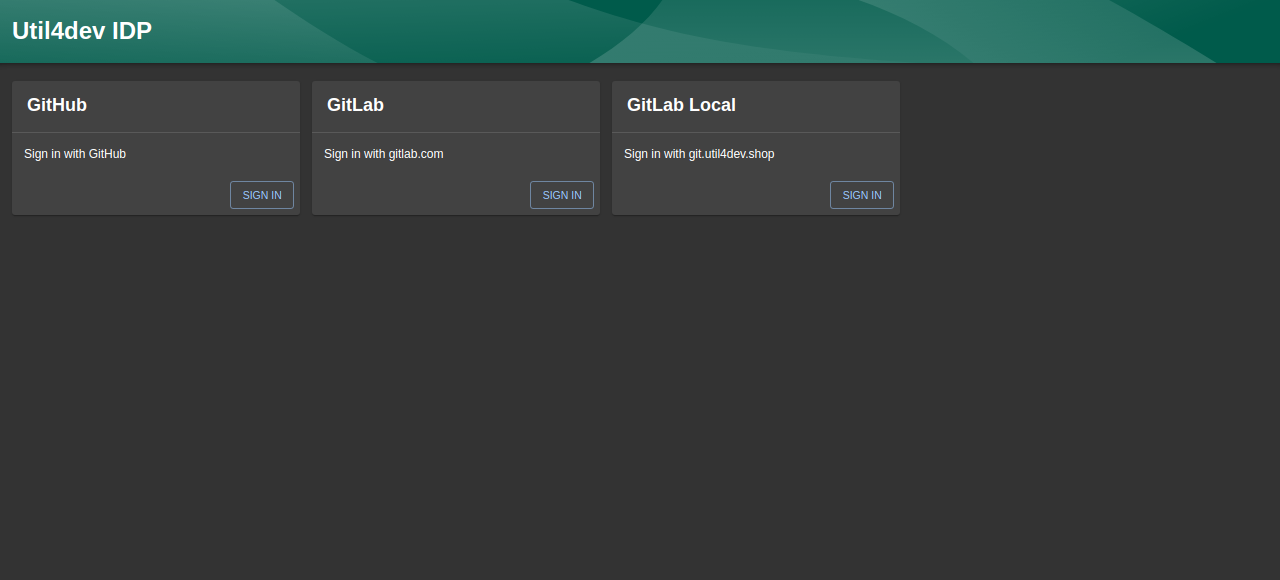 Util4dev IDP
GitHub
Sign in with GitHub
SIGN IN
GitLab
Sign in with gitlab.com
SIGN IN
GitLab Local
Sign in with git.util4dev.shop
SIGN IN